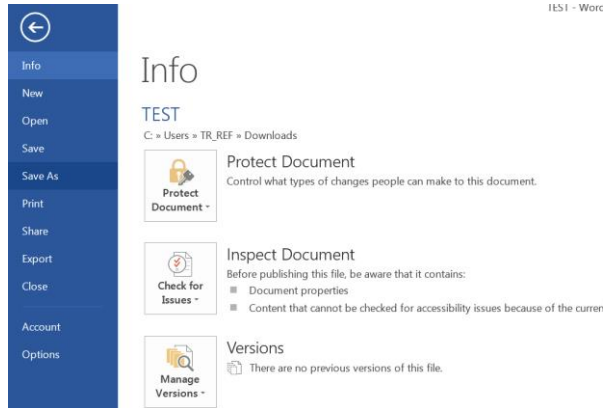 TEST - Word
Info
New
Open
Save
Save As
Print
Share
Export
Close
Account
Options
Info
TEST
C: » Users » TR_REF » Downloads
Protect Document ▾
Protect Document
Control what types of changes people can make to this document.
Check for Issues ▾
Inspect Document
Before publishing this file, be aware that it contains:
Document properties
Content that cannot be checked for accessibility issues because of the curren
Manage Versions ▾
Versions
There are no previous versions of this file.